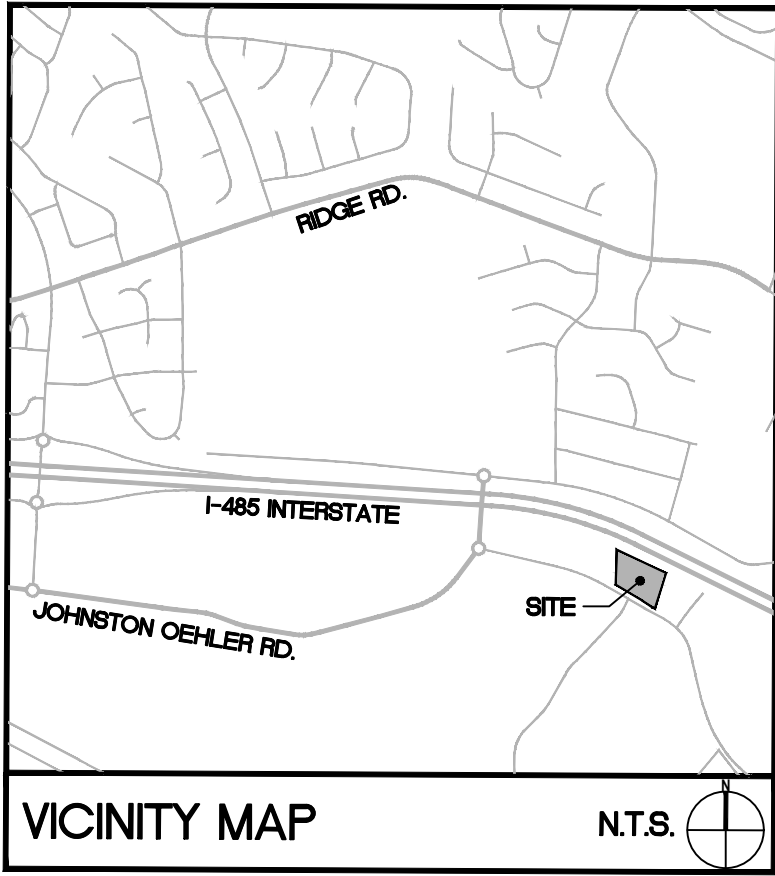 RIDGE RD.
I-485 INTERSTATE
SITE
JOHNSTON OEHLER RD.
VICINITY MAP
N.T.S.
N